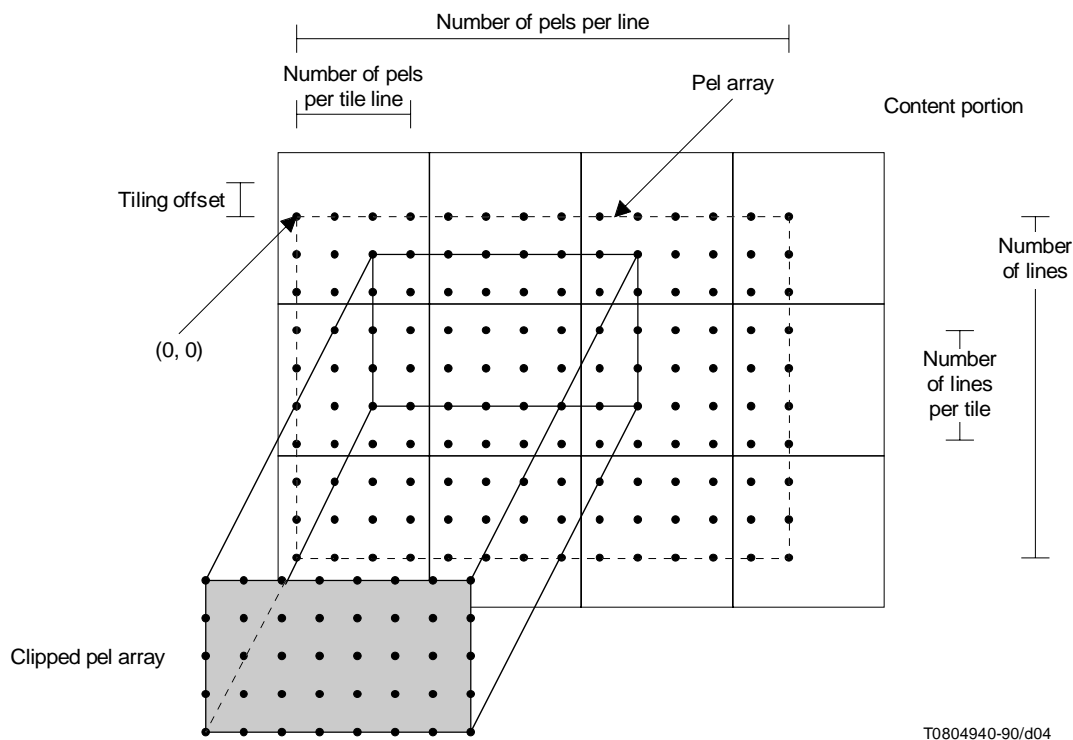 Number of pels per line
Number of pels
per tile line
Pel array
Content portion
Tiling offset
Number
of lines
(0, 0)
Number
of lines
per tile
Clipped pel array
T0804940-90/d04